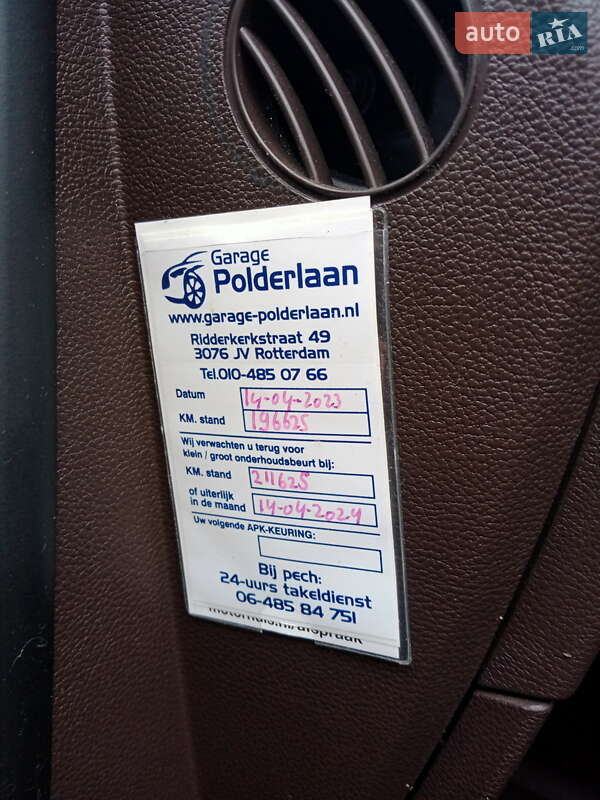 auto RIA.com
Garage
Polderlaan
www.garage-polderlaan.nl
Ridderkerkstraat 49
3076 JV Rotterdam
Tel.010-485 07 66
Datum 14-04-2023
KM. stand 196625
Wij verwachten u terug voor
klein / groot onderhoudsbeurt bij:
KM. stand 211625
of uiterlijk
in de maand 14-04-2024
Uw volgende APK-KEURING:
Bij pech:
24-uurs takeldienst
06-485 84 751